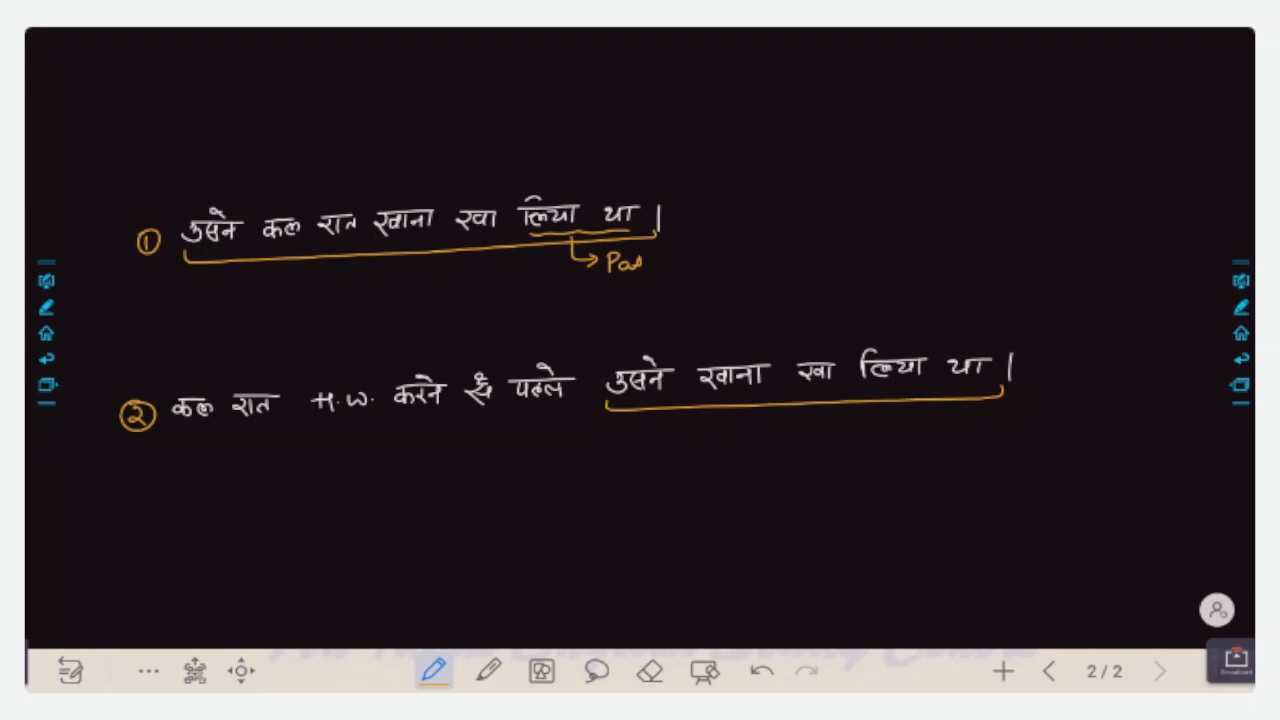 ① उसने कल रात खाना खा लिया था |
→ Pas
② कल रात H.W. करने से पहले उसने खाना खा लिया था |
2/2